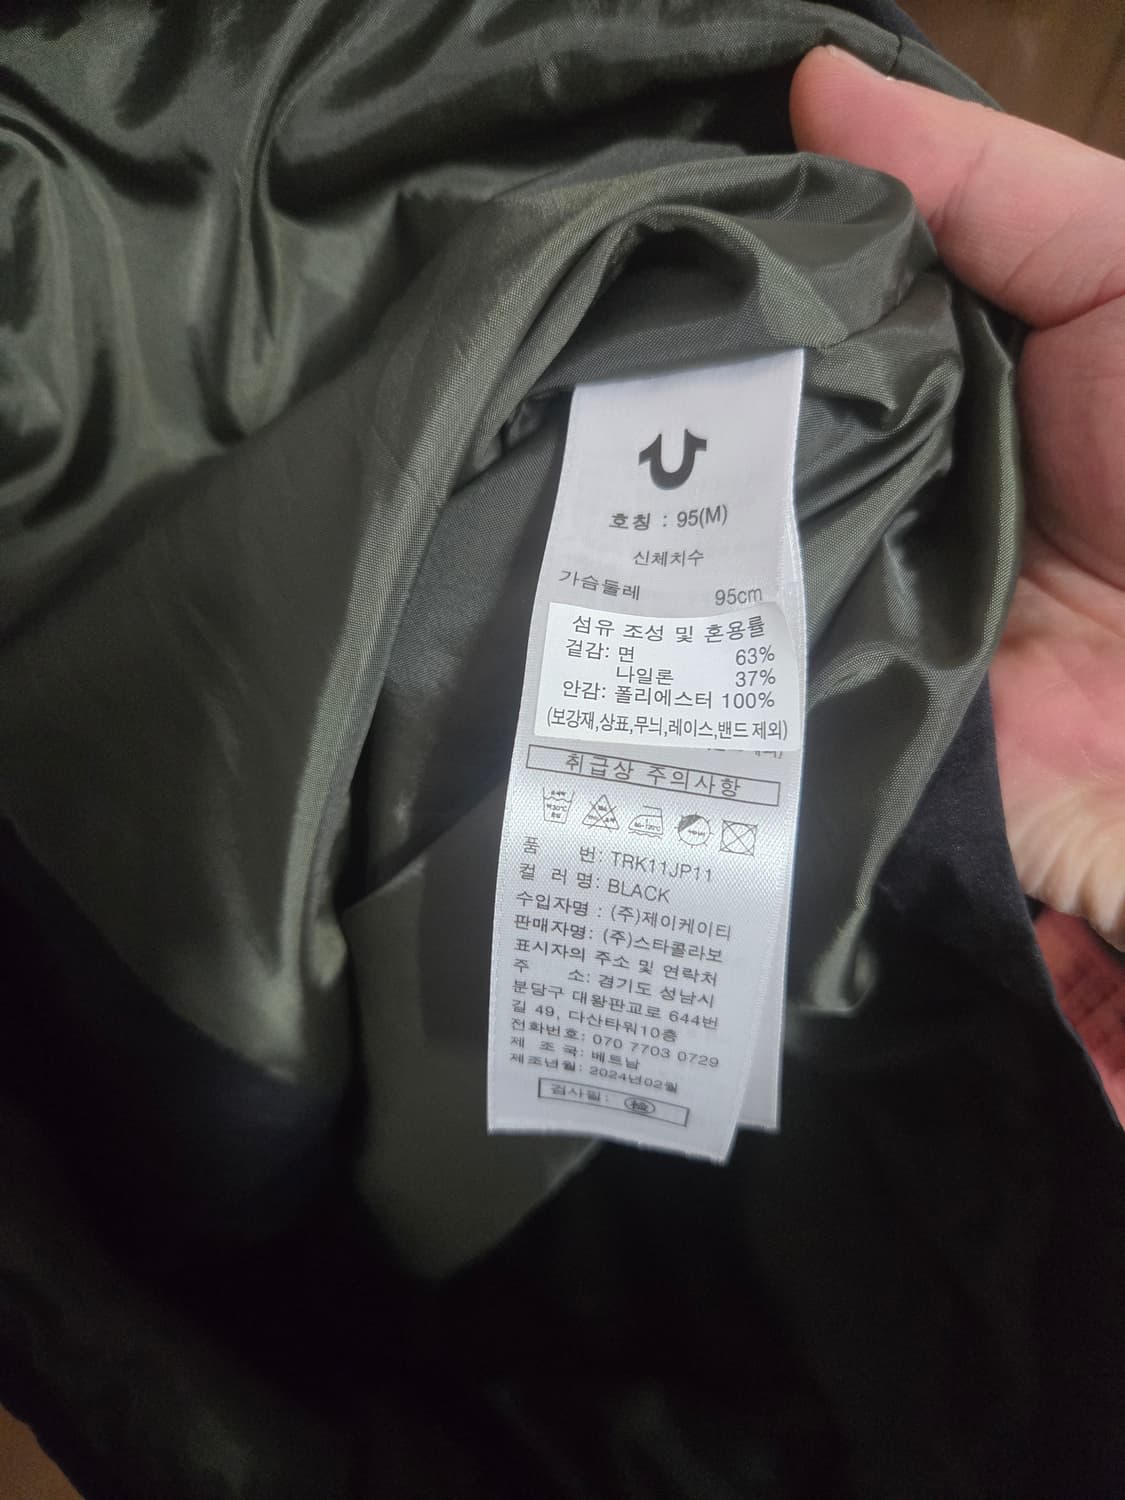 호칭 : 95(M)
신체치수
가슴둘레 95cm
섬유 조성 및 혼용률
겉감: 면 63%
나일론 37%
안감: 폴리에스터 100%
(보강재,상표,무늬,레이스,밴드 제외)
취급상 주의사항
품 번: TRK11JP11
컬 러 명: BLACK
수입자명 : (주)제이케이티
판매자명: (주)스타콜라보
표시자의 주소 및 연락처
주 소: 경기도 성남시
분당구 대왕판교로 644번
길 49, 다산타워10층
전화번호: 070 7703 0729
제 조 국: 베트남
제조년월: 2024년02월
검사필: